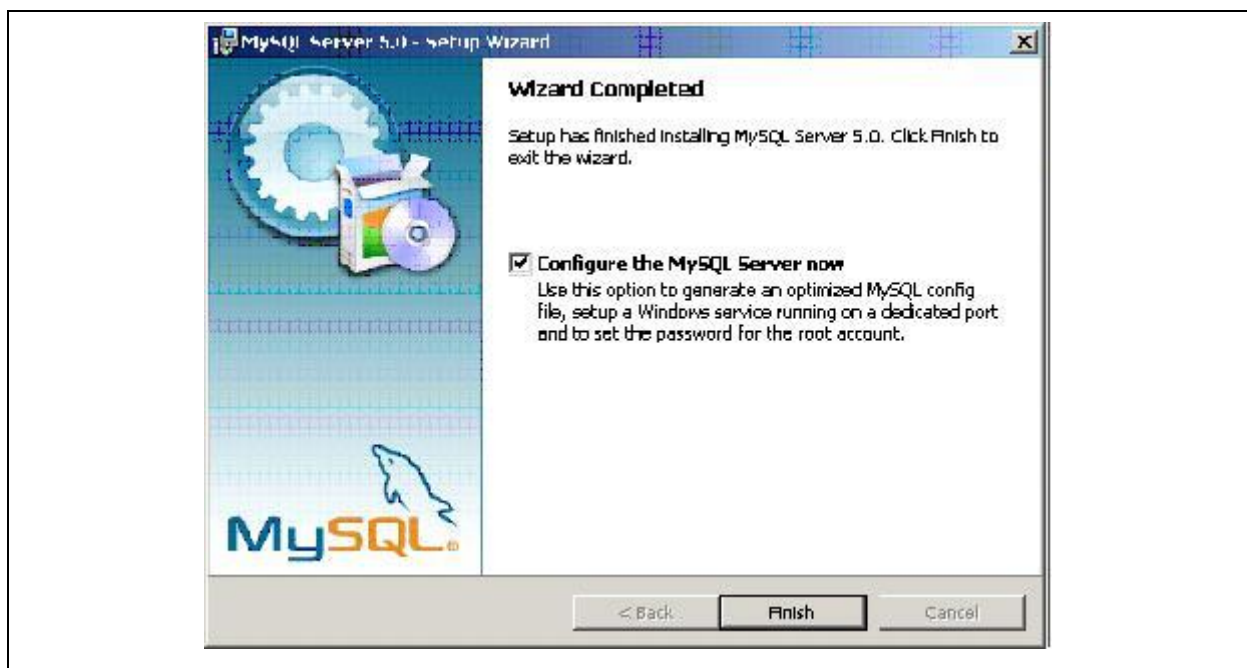 MySQL Server 5.0 - Setup Wizard
Wizard Completed
Setup has finished installing MySQL Server 5.0. Click Finish to
exit the wizard.
Configure the MySQL Server now
Use this option to generate an optimized MySQL config
file, setup a Windows service running on a dedicated port
and to set the password for the root account.
MySQL®
< Back
Finish
Cancel